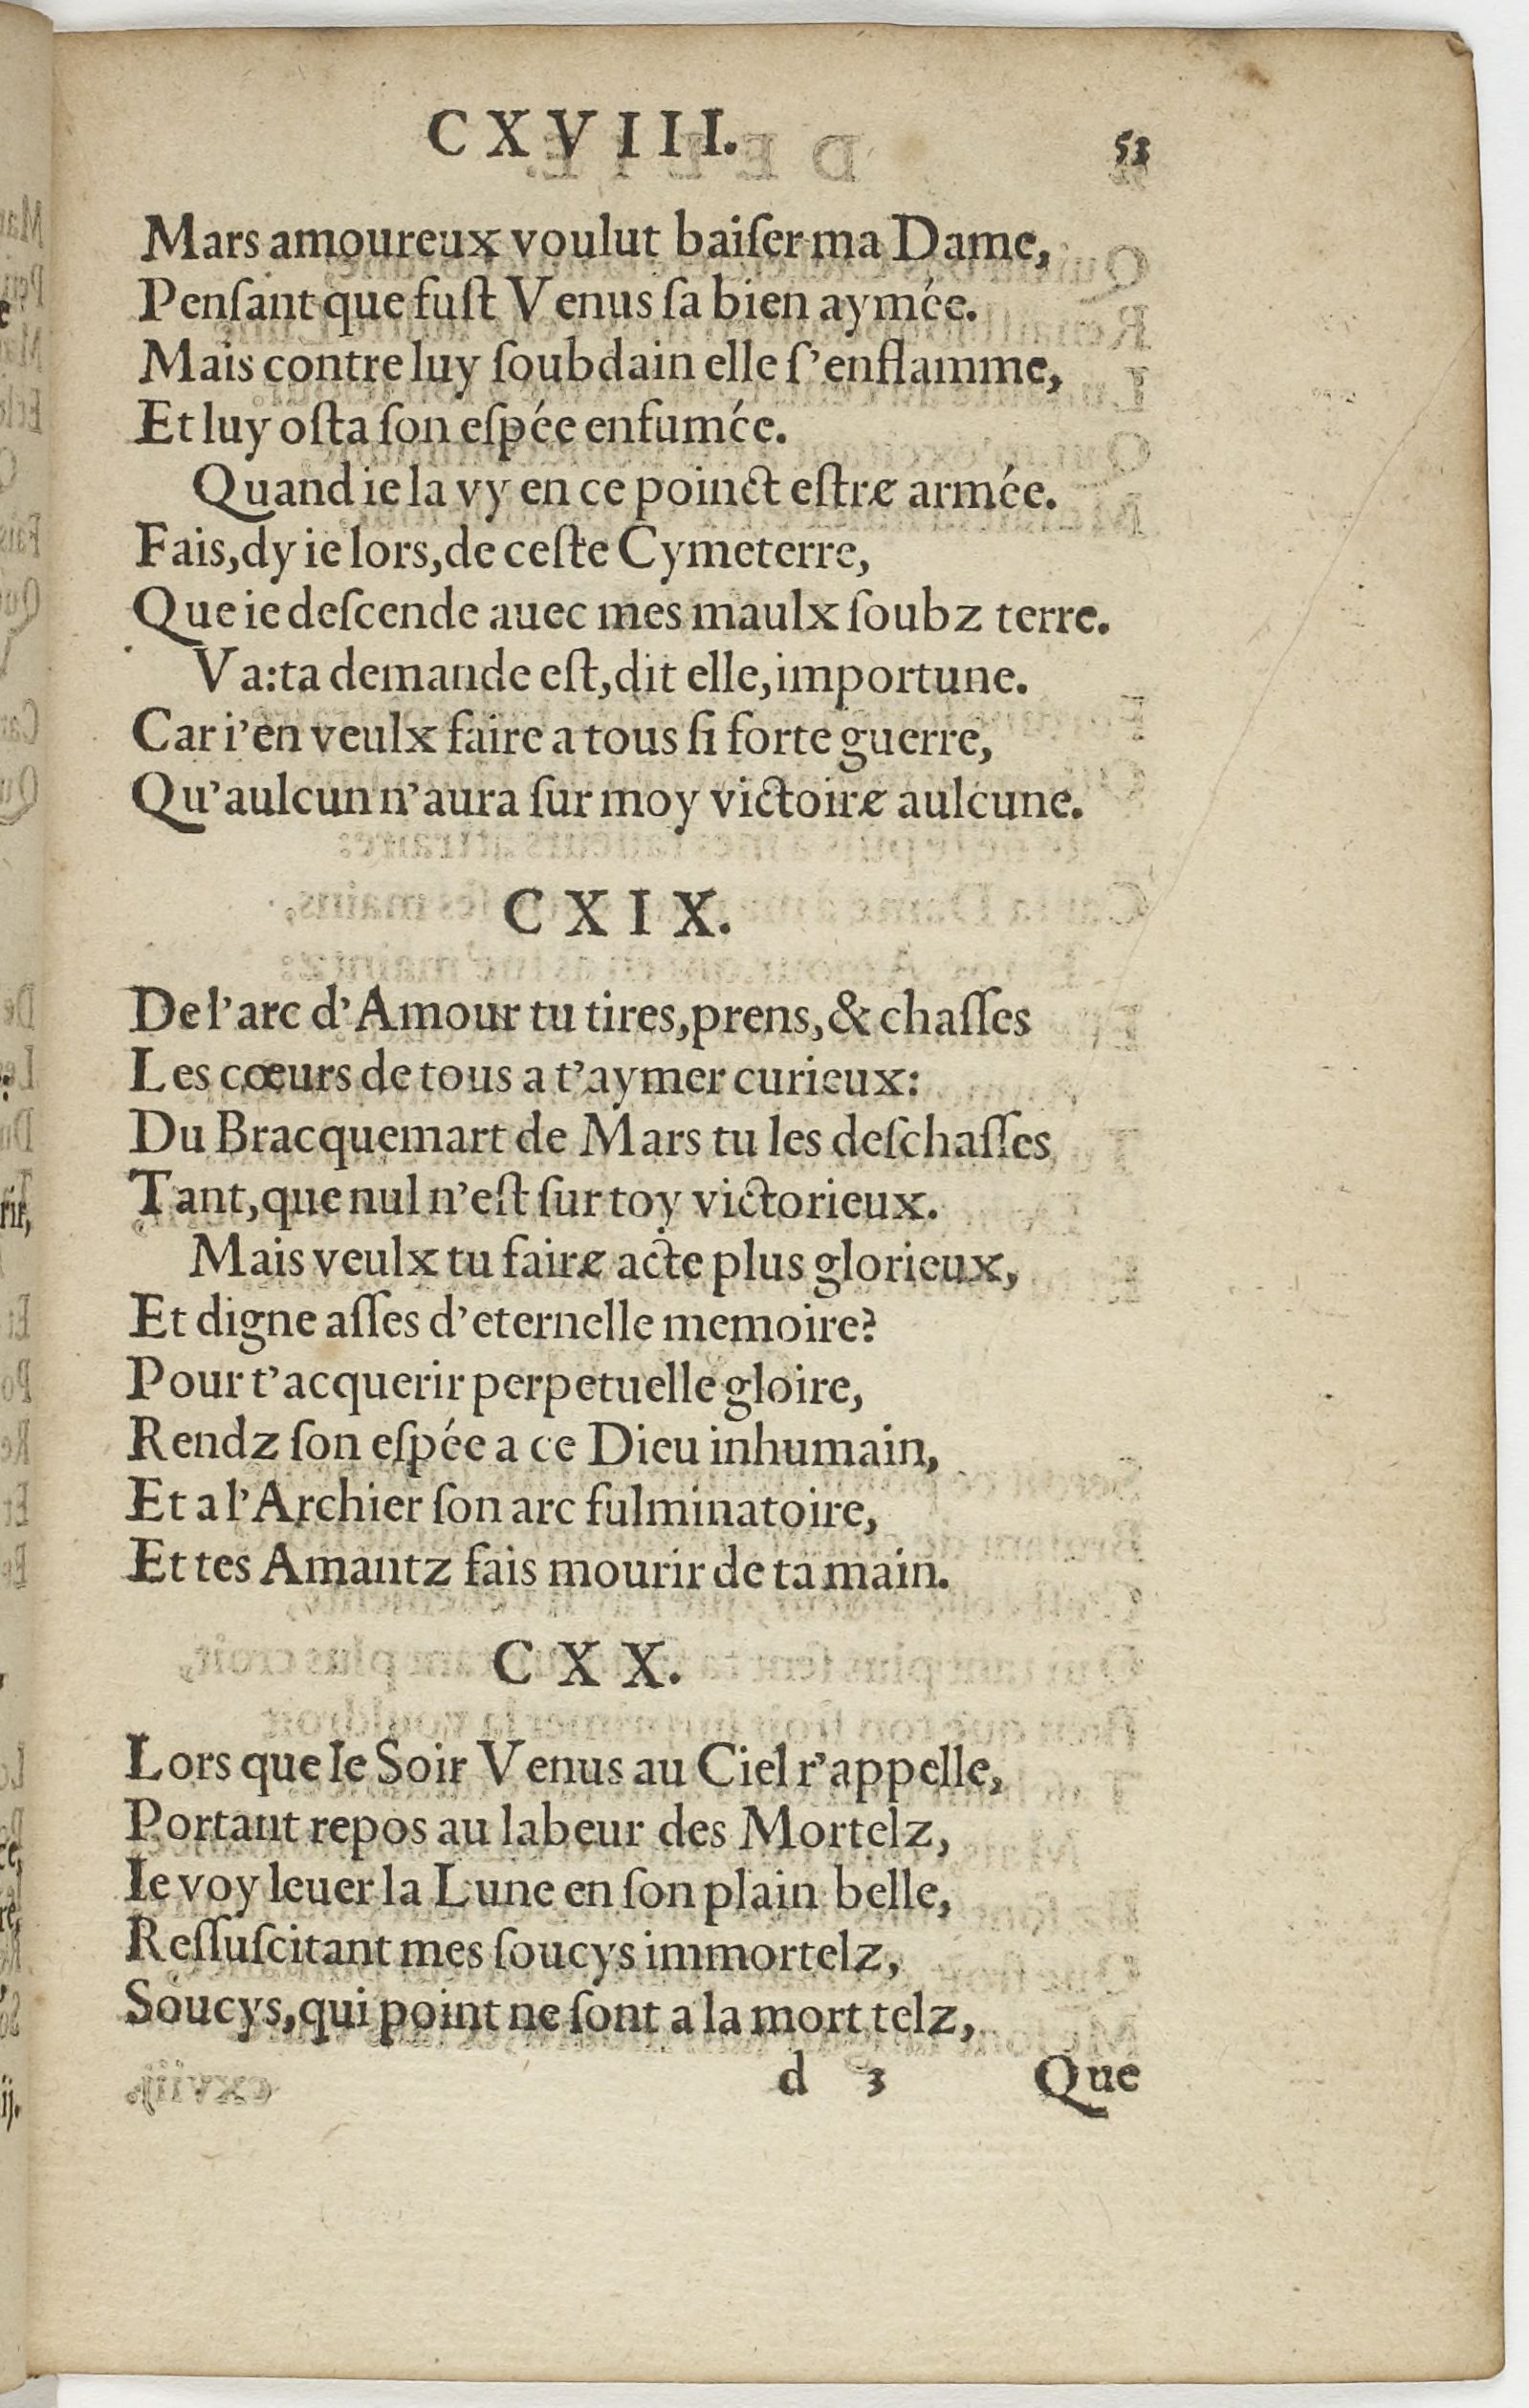 CXVIII. 53
Mars amoureux voulut baiſer ma Dame,
Penſant que fuſt Venus ſa bien aymée.
Mais contre luy ſoubdain elle ſ'enflamme,
Et luy oſta ſon eſpée enfumée.
Quand ie la vy en ce poinct eſtre armée.
Fais, dy ie lors, de ceſte Cymeterre,
Que ie deſcende auec mes maulx ſoubz terre.
Va: ta demande eſt, dit elle, importune.
Car i'en veulx faire a tous ſi forte guerre,
Qu'aulcun n'aura ſur moy victoire aulcune.
CXIX.
De l'arc d'Amour tu tires, prens, & chaſſes
Les cœurs de tous a t'aymer curieux:
Du Bracquemart de Mars tu les deſchaſſes
Tant, que nul n'eſt ſur toy victorieux.
Mais veulx tu faire acte plus glorieux,
Et digne aſſes d'eternelle memoire?
Pour t'acquerir perpetuelle gloire,
Rendz ſon eſpée a ce Dieu inhumain,
Et a l'Archier ſon arc fulminatoire,
Et tes Amantz fais mourir de ta main.
CXX.
Lors que le Soir Venus au Ciel r'appelle,
Portant repos au labeur des Mortelz,
Ie voy leuer la Lune en ſon plain belle,
Reſſuſcitant mes ſoucys immortelz,
Soucys, qui point ne ſont a la mort telz,
d 3 Que